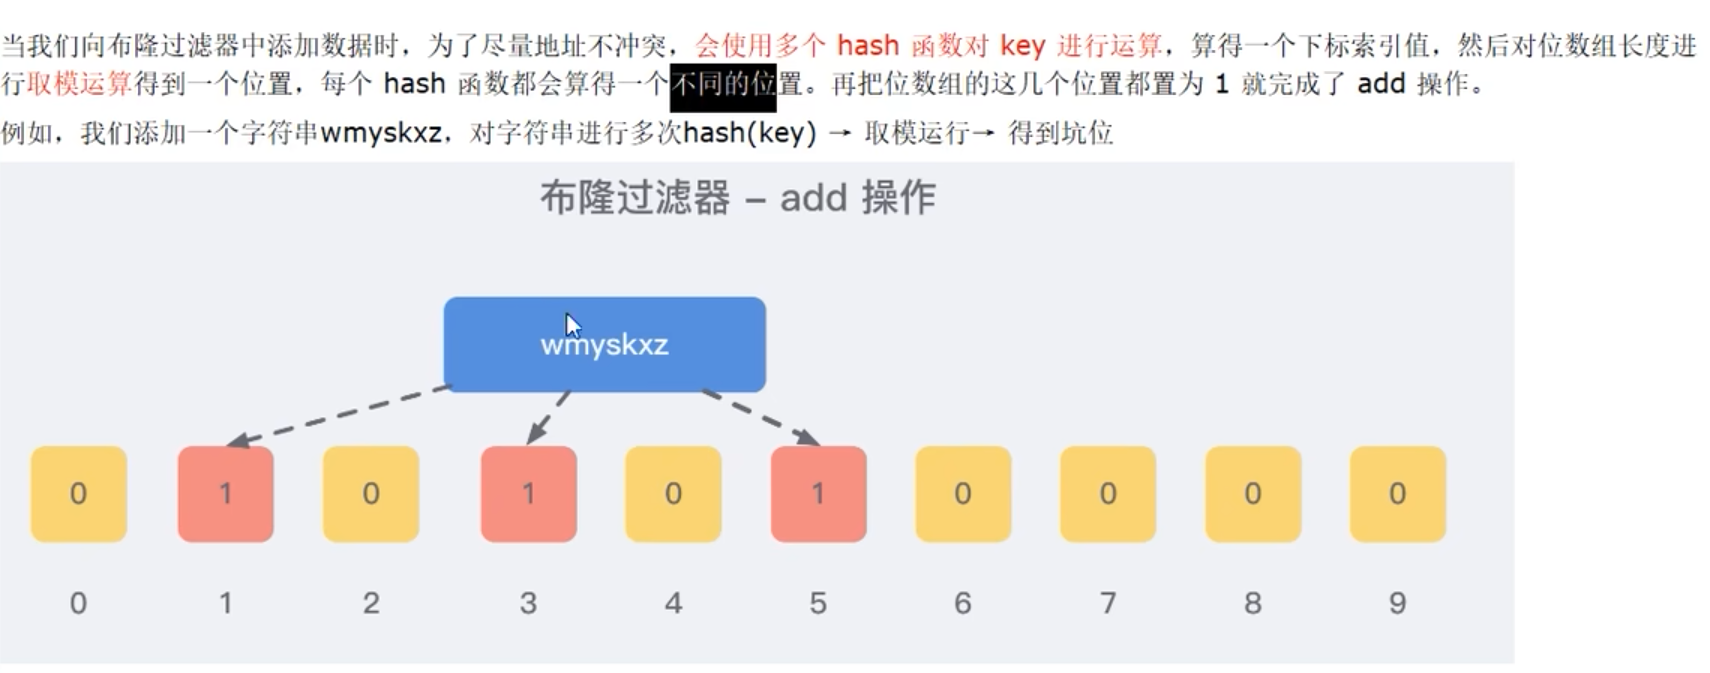 当我们向布隆过滤器中添加数据时，为了尽量地址不冲突，会使用多个 hash 函数对 key 进行运算，算得一个下标索引值，然后对位数组长度进
行取模运算得到一个位置，每个 hash 函数都会算得一个不同的位置。再把位数组的这几个位置都置为 1 就完成了 add 操作。
例如，我们添加一个字符串wmyskxz，对字符串进行多次hash(key) → 取模运行→ 得到坑位
布隆过滤器 – add 操作
wmyskxz
0 1 0 1 0 1 0 0 0 0
0 1 2 3 4 5 6 7 8 9